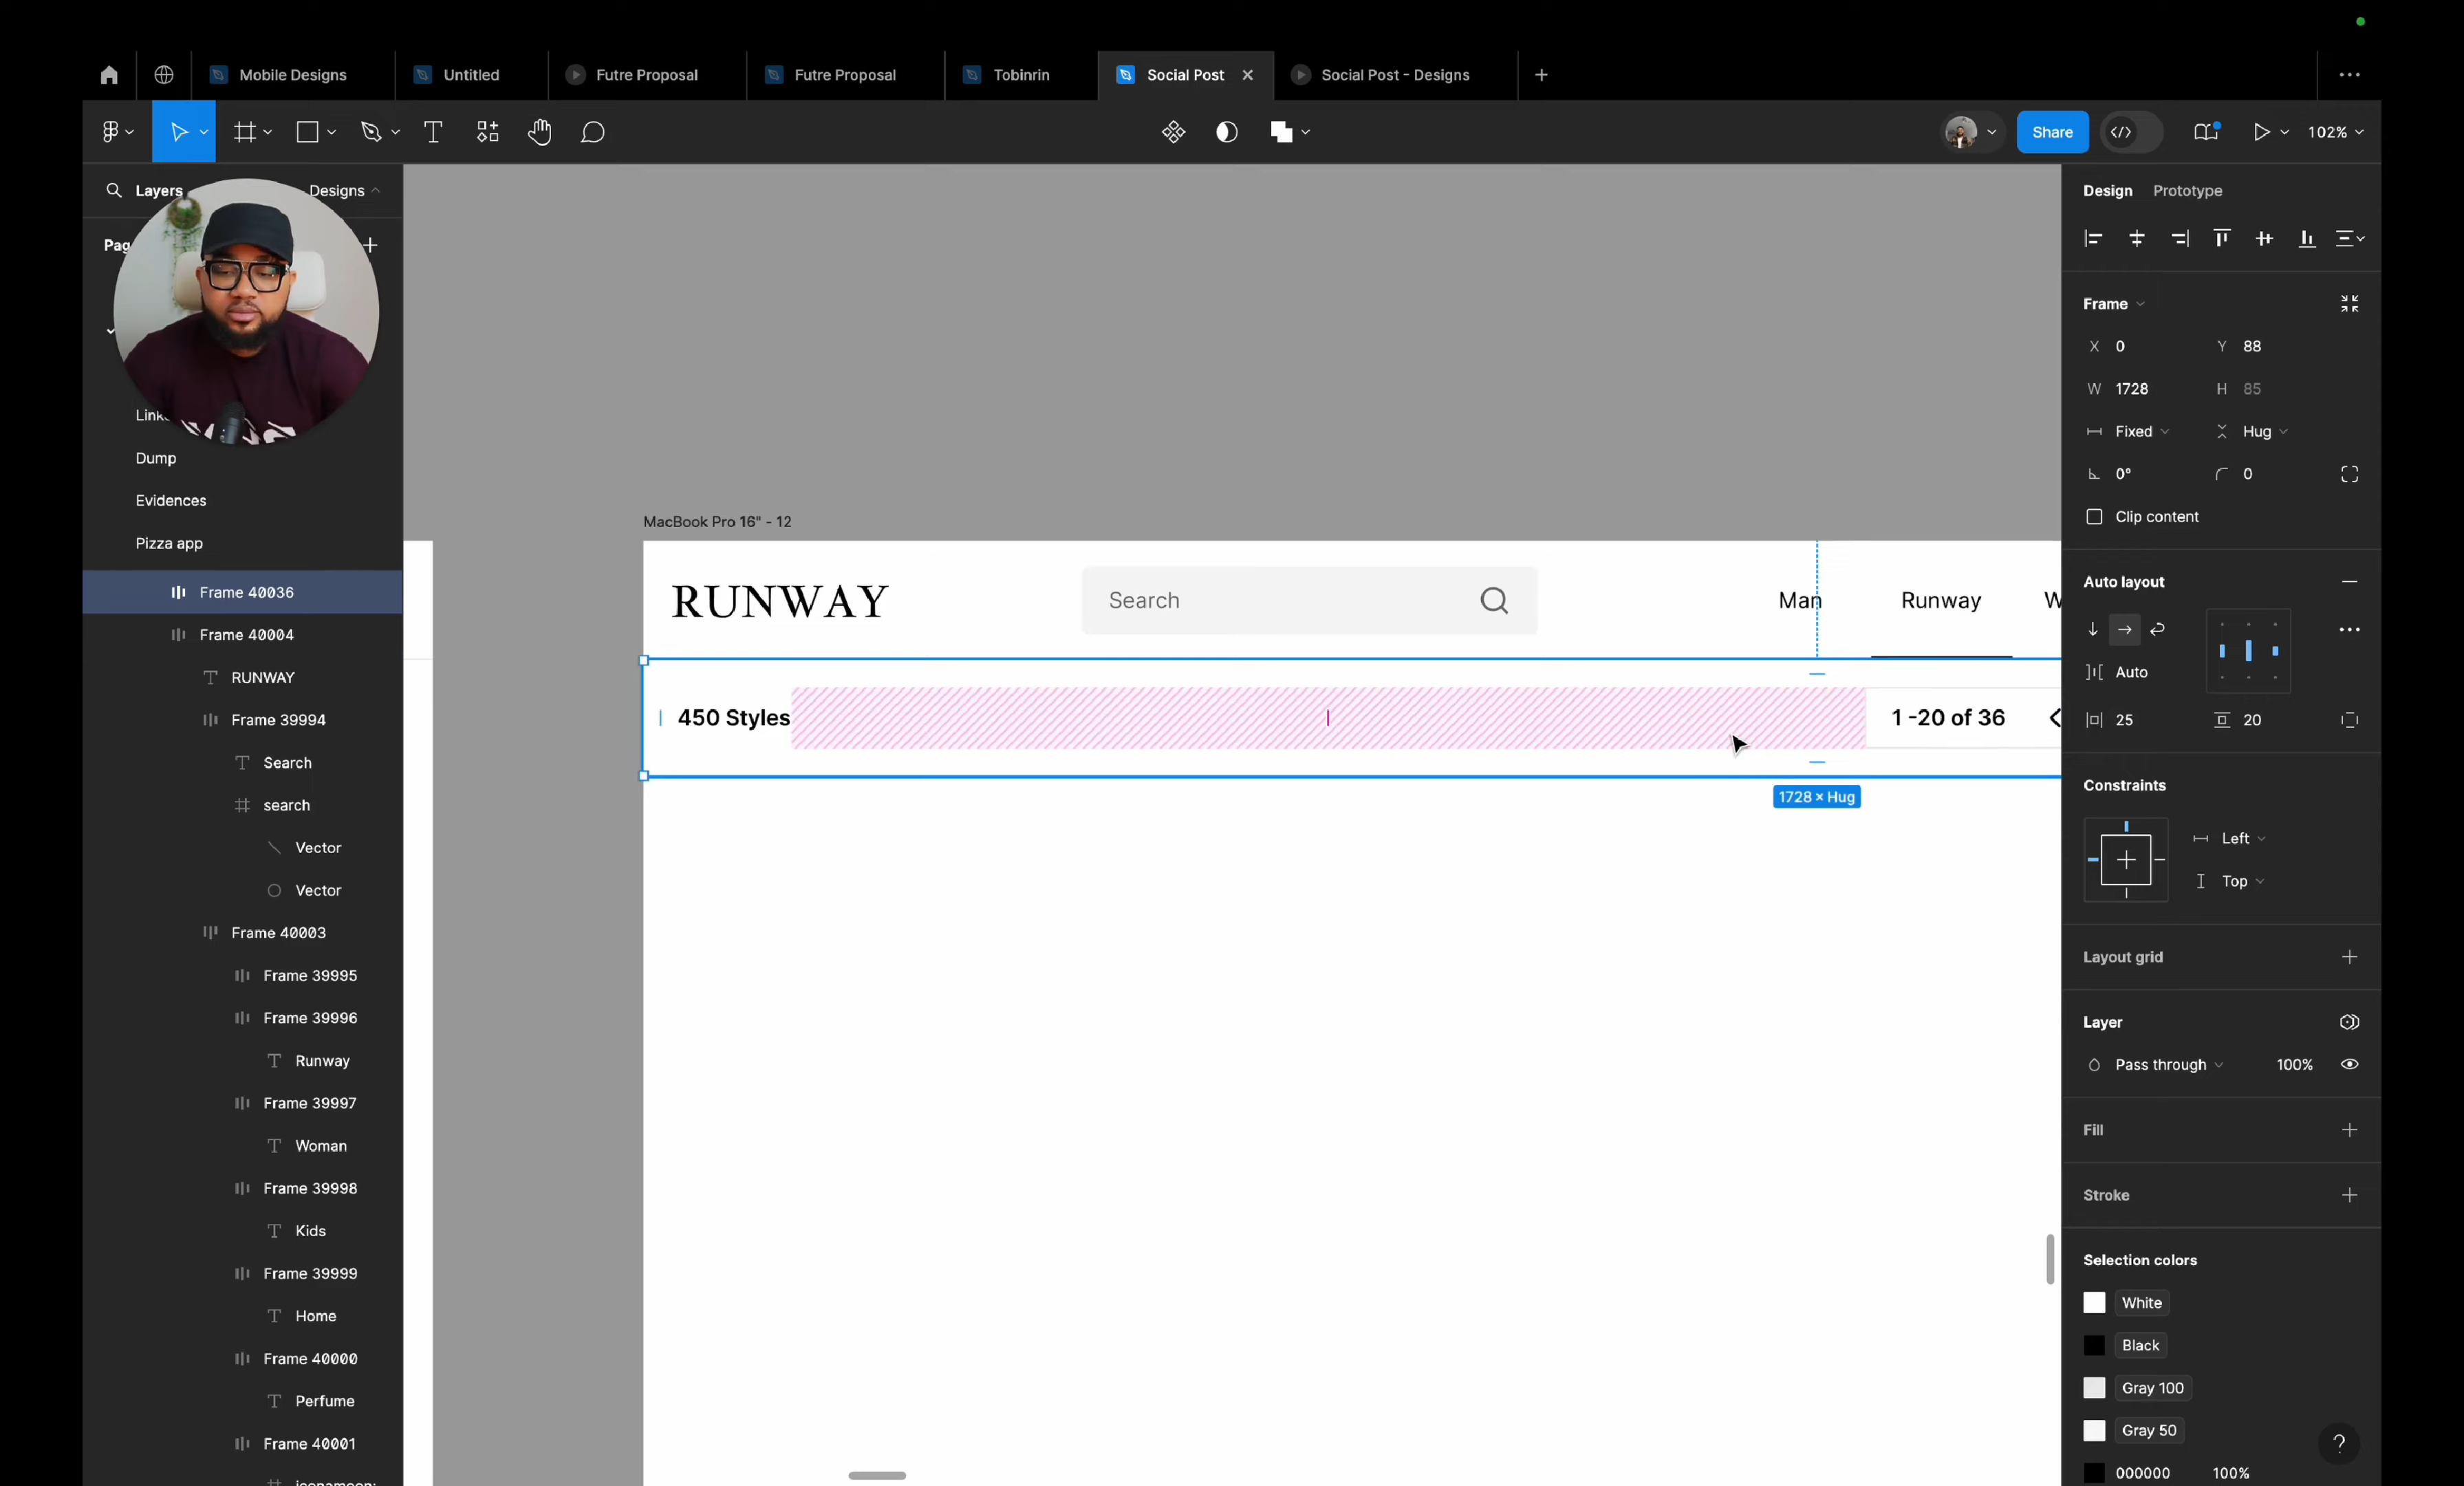 Mobile Designs
Untitled
Futre Proposal
Futre Proposal
Tobinrin
Social Post
Social Post - Designs
Share
102%
Layers
Designs
Dump
Evidences
Pizza app
Frame 40036
Frame 40004
RUNWAY
Frame 39994
Search
search
Vector
Vector
Frame 40003
Frame 39995
Frame 39996
Runway
Frame 39997
Woman
Frame 39998
Kids
Frame 39999
Home
Frame 40000
Perfume
Frame 40001
MacBook Pro 16" - 12
RUNWAY
Search
Man
Runway
450 Styles
1 -20 of 36
1728 × Hug
Design
Prototype
Frame
X 0
Y 88
W 1728
H 85
Fixed
Hug
0°
0
Clip content
Auto layout
Auto
25
20
Constraints
Left
Top
Layout grid
Layer
Pass through
100%
Fill
Stroke
Selection colors
White
Black
Gray 100
Gray 50
000000
100%
?